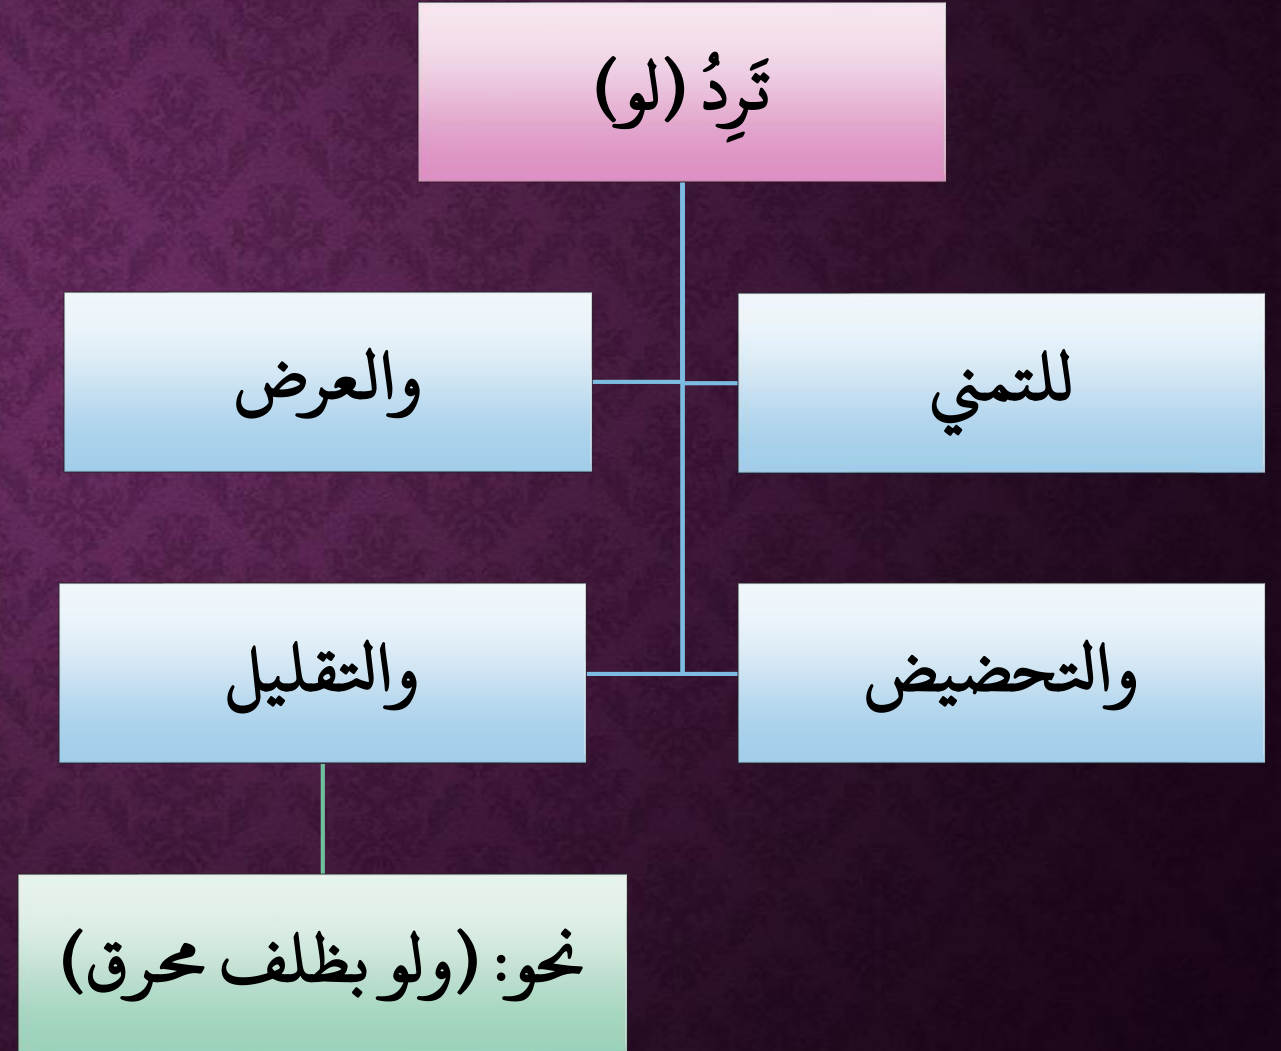 تَرِدُ (لو)
للتمني
والعرض
والتحضيض
والتقليل
نحو: (ولو بظلف محرق)